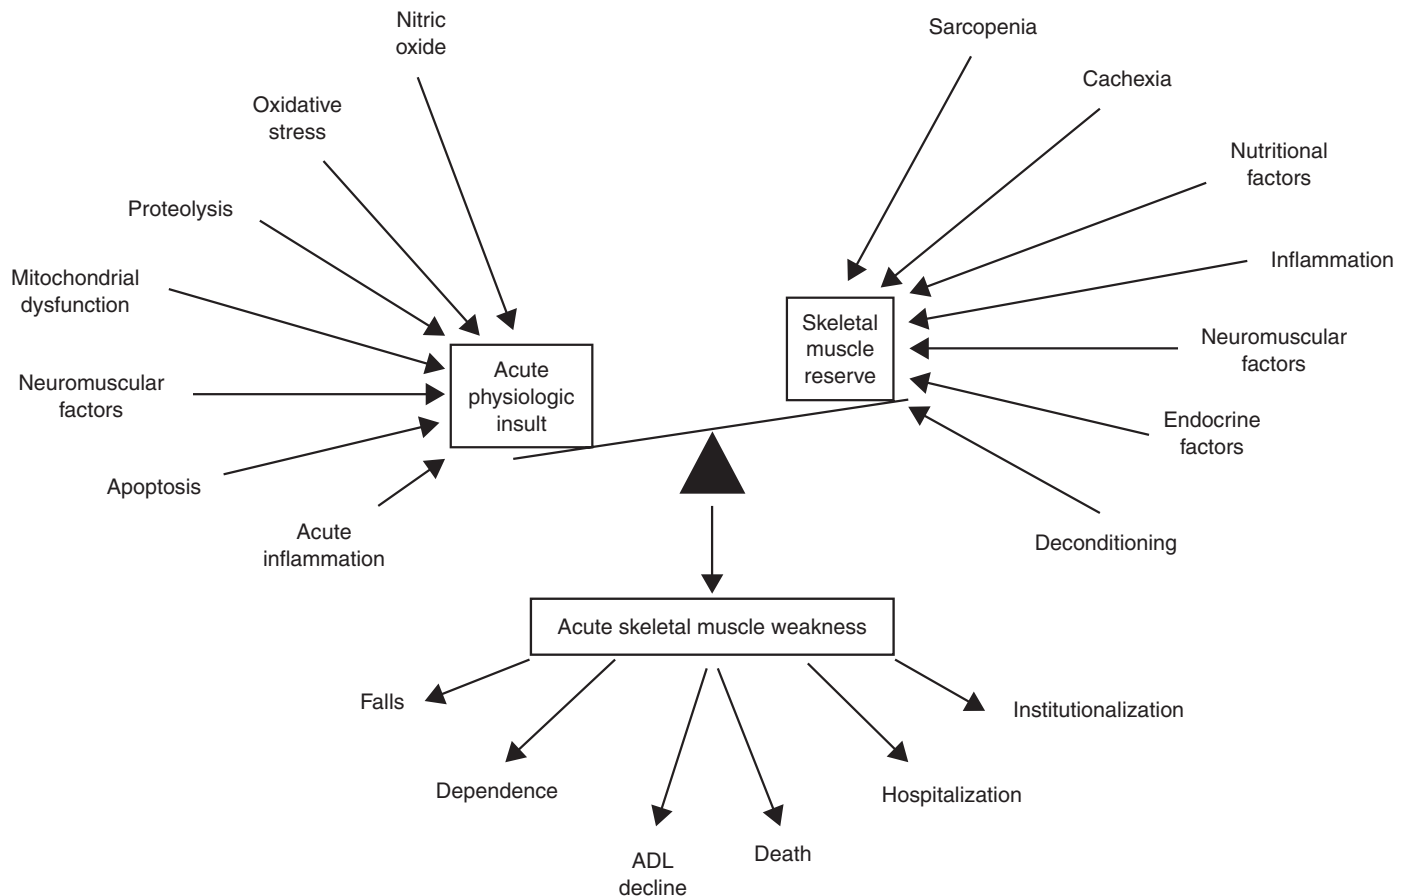 Nitric
oxide
Oxidative
stress
Proteolysis
Mitochondrial
dysfunction
Neuromuscular
factors
Apoptosis
Acute
inflammation
Acute
physiologic
insult
Sarcopenia
Cachexia
Nutritional
factors
Inflammation
Neuromuscular
factors
Endocrine
factors
Deconditioning
Skeletal
muscle
reserve
Acute skeletal muscle weakness
Falls
Dependence
ADL
decline
Death
Hospitalization
Institutionalization